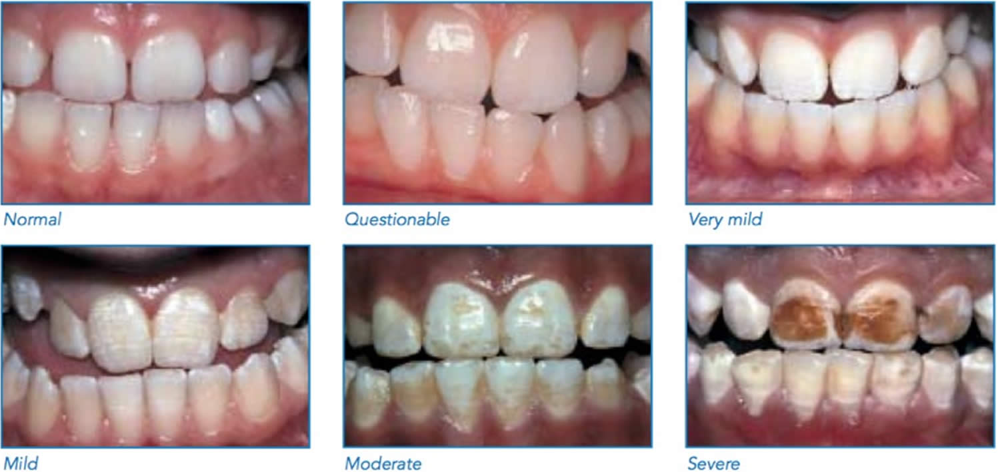 Normal
Questionable
Very mild
Mild
Moderate
Severe